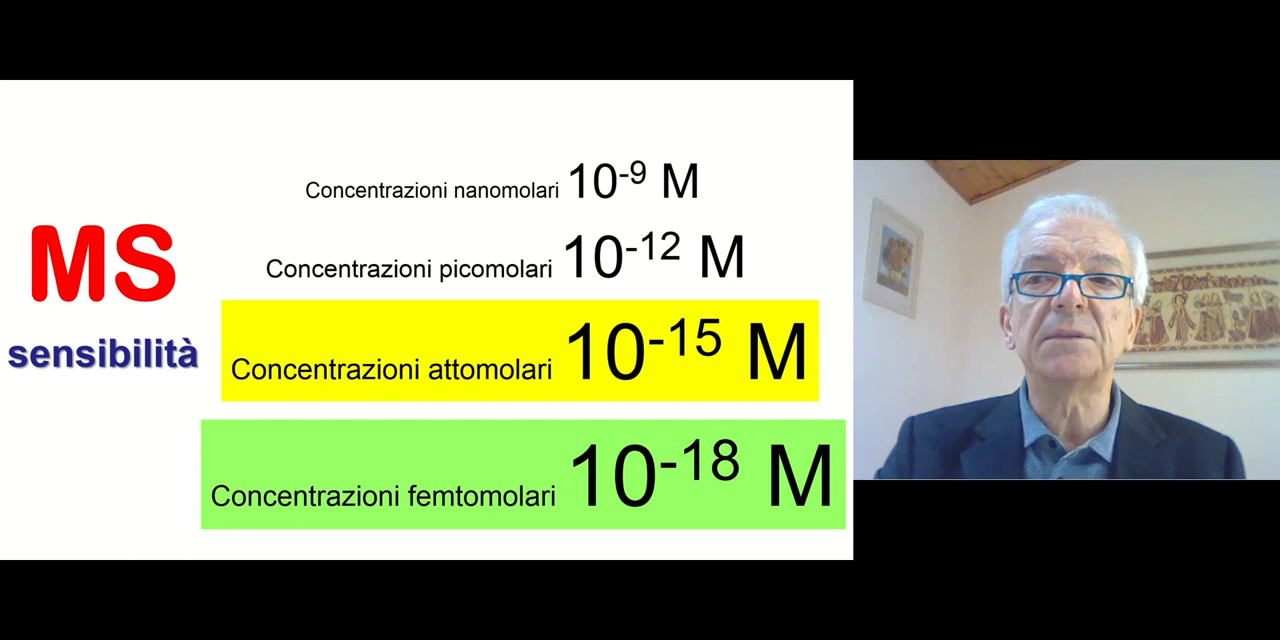 MS
sensibilità
Concentrazioni nanomolari 10⁻⁹ M
Concentrazioni picomolari 10⁻¹² M
Concentrazioni attomolari 10⁻¹⁵ M
Concentrazioni femtomolari 10⁻¹⁸ M